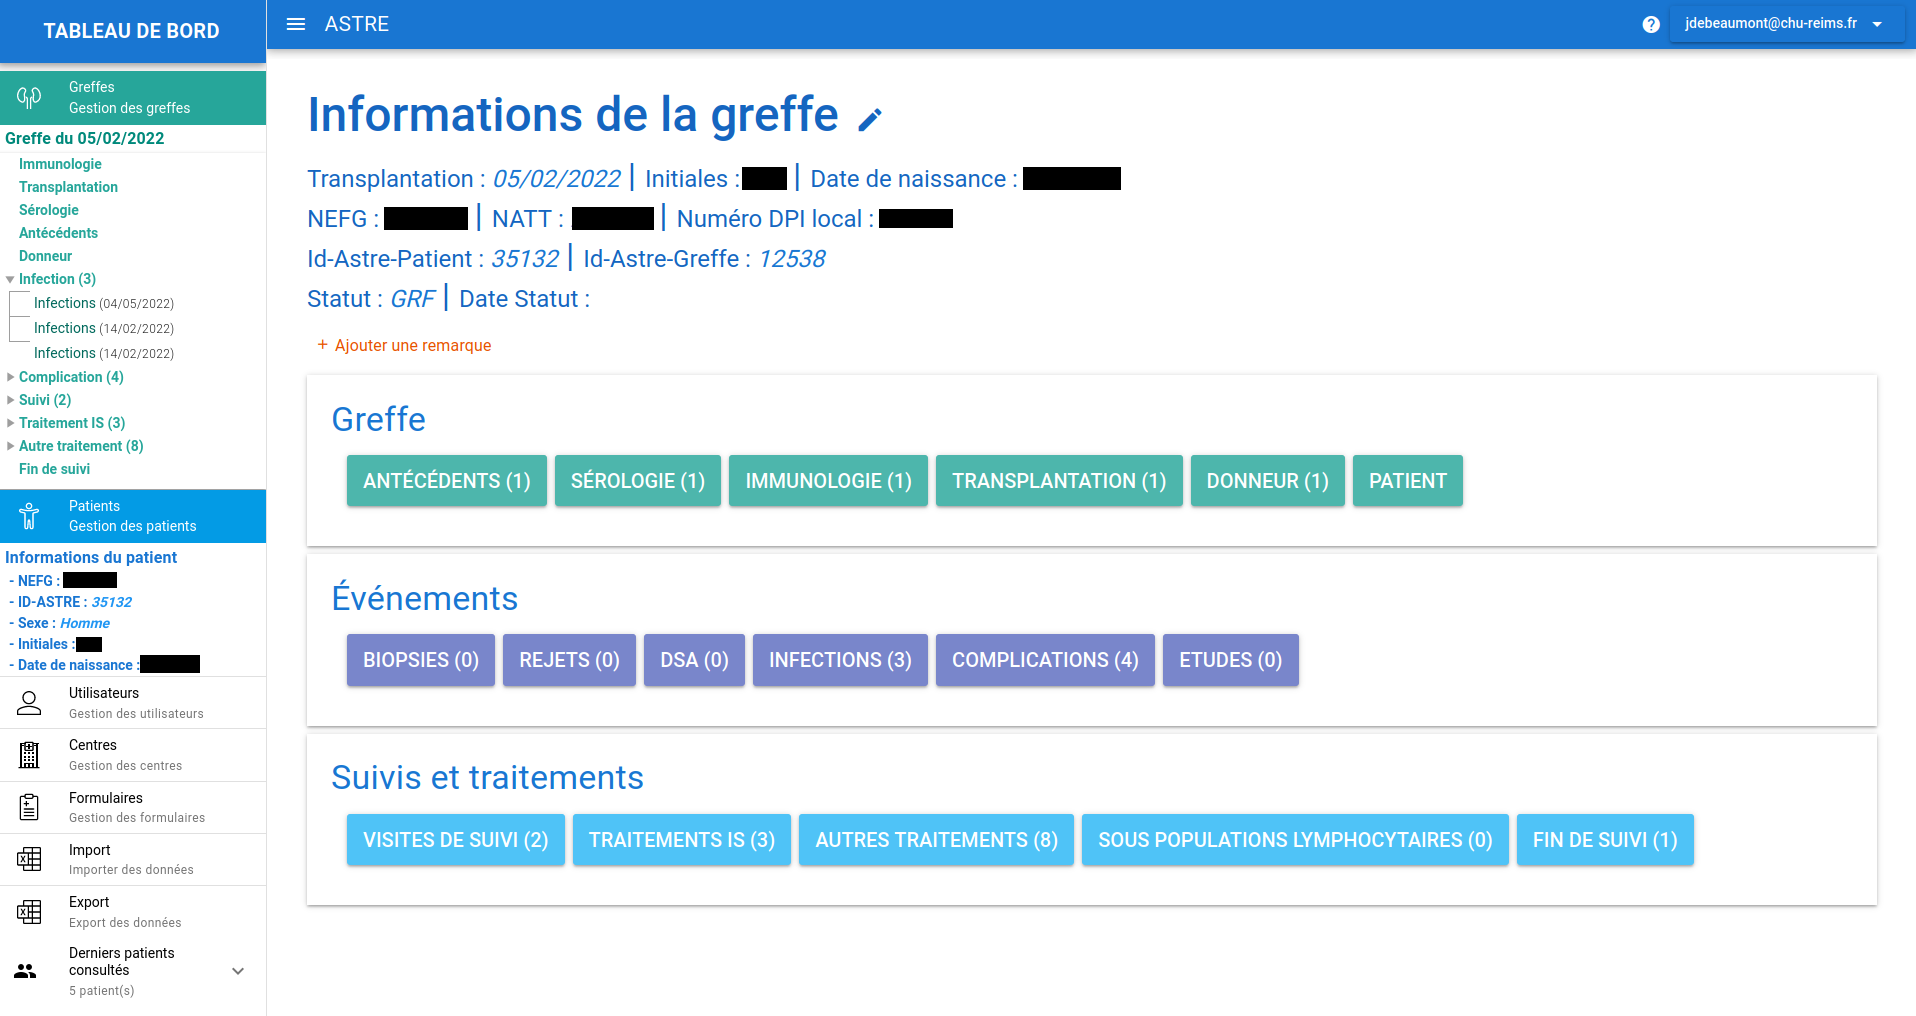 TABLEAU DE BORD
Greffes
Gestion des greffes
Greffe du 05/02/2022
Immunologie
Transplantation
Sérologie
Antécédents
Donneur
Infection (3)
Infections (04/05/2022)
Infections (14/02/2022)
Infections (14/02/2022)
Complication (4)
Suivi (2)
Traitement IS (3)
Autre traitement (8)
Fin de suivi
Patients
Gestion des patients
Informations du patient
- NEFG :
- ID-ASTRE : 35132
- Sexe : Homme
- Initiales :
- Date de naissance :
Utilisateurs
Gestion des utilisateurs
Centres
Gestion des centres
Formulaires
Gestion des formulaires
Import
Importer des données
Export
Export des données
Derniers patients
consultés
5 patient(s)
ASTRE
? jdebeaumont@chu-reims.fr
Informations de la greffe
Transplantation : 05/02/2022 | Initiales : | Date de naissance :
NEFG : | NATT : | Numéro DPI local :
Id-Astre-Patient : 35132 | Id-Astre-Greffe : 12538
Statut : GRF | Date Statut :
+ Ajouter une remarque
Greffe
ANTÉCÉDENTS (1) SÉROLOGIE (1) IMMUNOLOGIE (1) TRANSPLANTATION (1) DONNEUR (1) PATIENT
Événements
BIOPSIES (0) REJETS (0) DSA (0) INFECTIONS (3) COMPLICATIONS (4) ETUDES (0)
Suivis et traitements
VISITES DE SUIVI (2) TRAITEMENTS IS (3) AUTRES TRAITEMENTS (8) SOUS POPULATIONS LYMPHOCYTAIRES (0) FIN DE SUIVI (1)